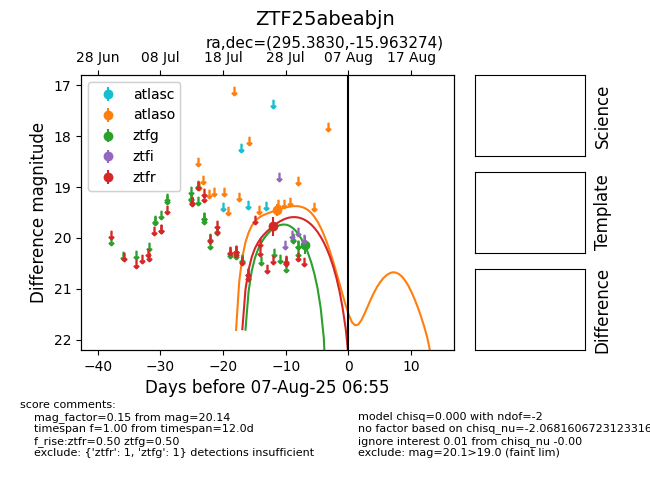 ZTF25abeabjn
ra,dec=(295.3830,-15.963274)
28 Jun 08 Jul 18 Jul 28 Jul 07 Aug 17 Aug
17
18
19
20
21
22
Difference magnitude
atlasc
atlaso
ztfg
ztfi
ztfr
−40 −30 −20 −10 0 10
Days before 07-Aug-25 06:55
Science
Template
Difference
score comments:
mag_factor=0.15 from mag=20.14
timespan f=1.00 from timespan=12.0d
f_rise:ztfr=0.50 ztfg=0.50
exclude: {'ztfr': 1, 'ztfg': 1} detections insufficient
model chisq=0.000 with ndof=-2
no factor based on chisq_nu=-2.0681606723123316
ignore interest 0.01 from chisq_nu -0.00
exclude: mag=20.1>19.0 (faint lim)